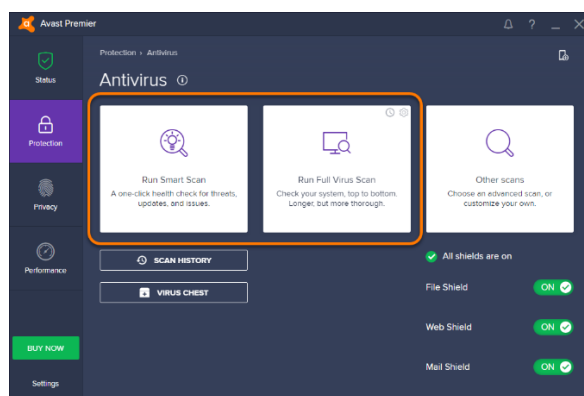 Avast Premier
?
Status
Protection
Privacy
Performance
BUY NOW
Settings
Protection › Antivirus
Antivirus
Run Smart Scan
A one-click health check for threats,
updates, and issues.
Run Full Virus Scan
Check your system, top to bottom.
Longer, but more thorough.
Other scans
Choose an advanced scan, or
customize your own.
SCAN HISTORY
VIRUS CHEST
All shields are on
File Shield
ON
Web Shield
ON
Mail Shield
ON